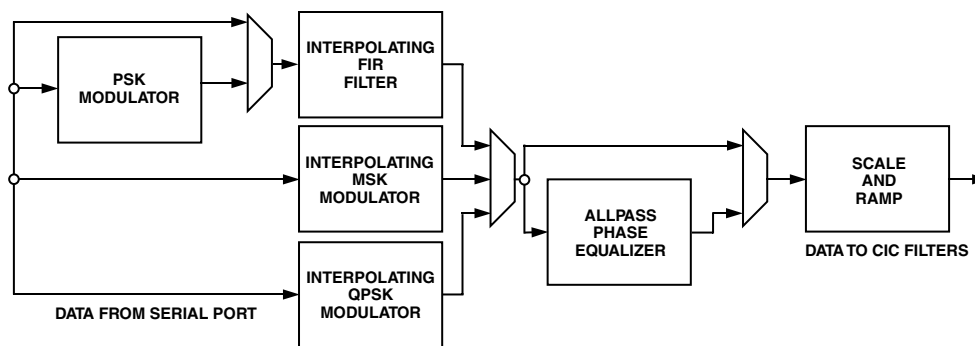 PSK
MODULATOR
INTERPOLATING
FIR
FILTER
INTERPOLATING
MSK
MODULATOR
INTERPOLATING
QPSK
MODULATOR
ALLPASS
PHASE
EQUALIZER
SCALE
AND
RAMP
DATA TO CIC FILTERS
DATA FROM SERIAL PORT